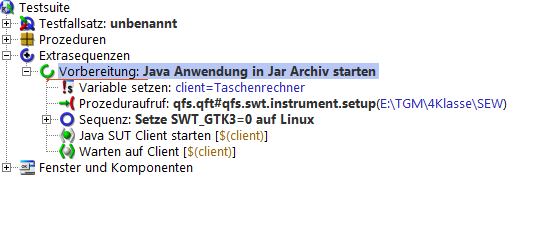 Testsuite
Testfallsatz: unbenannt
Prozeduren
Extrasequenzen
Vorbereitung: Java Anwendung in Jar Archiv starten
Variable setzen: client=Taschenrechner
Prozeduraufruf: qfs.qft#qfs.swt.instrument.setup(E:\TGM\4Klasse\SEW)
Sequenz: Setze SWT_GTK3=0 auf Linux
Java SUT Client starten [$(client)]
Warten auf Client [$(client)]
Fenster und Komponenten